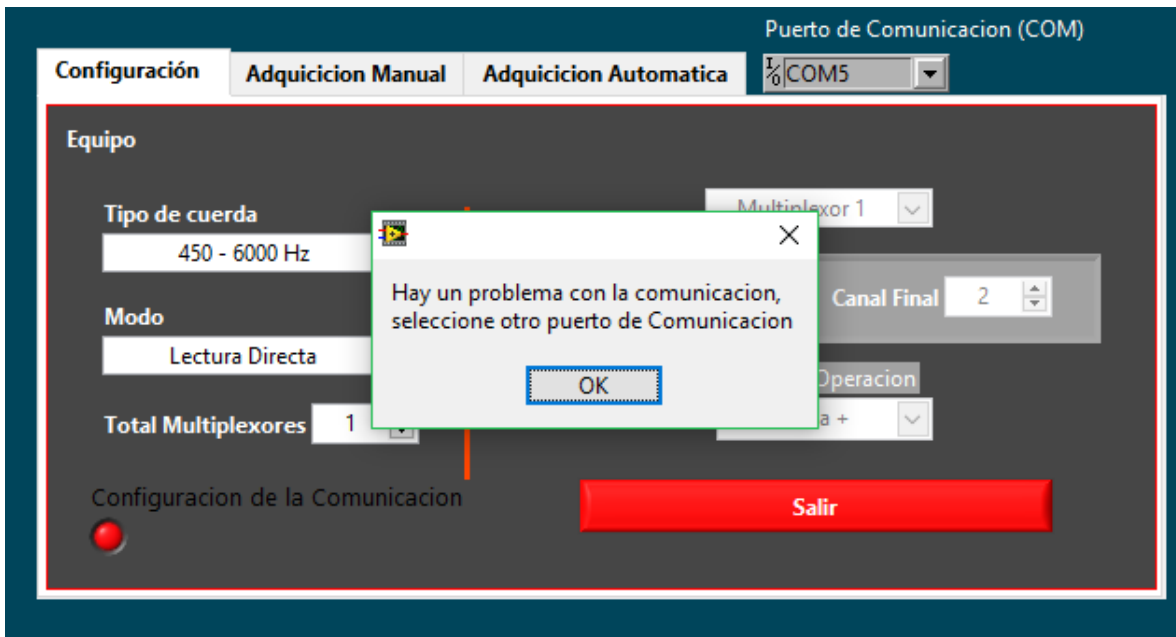 Puerto de Comunicacion (COM)
Configuración
Adquicicion Manual
Adquicicion Automatica
I/O COM5
Equipo
Tipo de cuerda
450 - 6000 Hz
Multiplexor 1
Hay un problema con la comunicacion,
seleccione otro puerto de Comunicacion
OK
Canal Final 2
Modo
Lectura Directa
Operacion
a +
Total Multiplexores 1
Configuracion de la Comunicacion
Salir